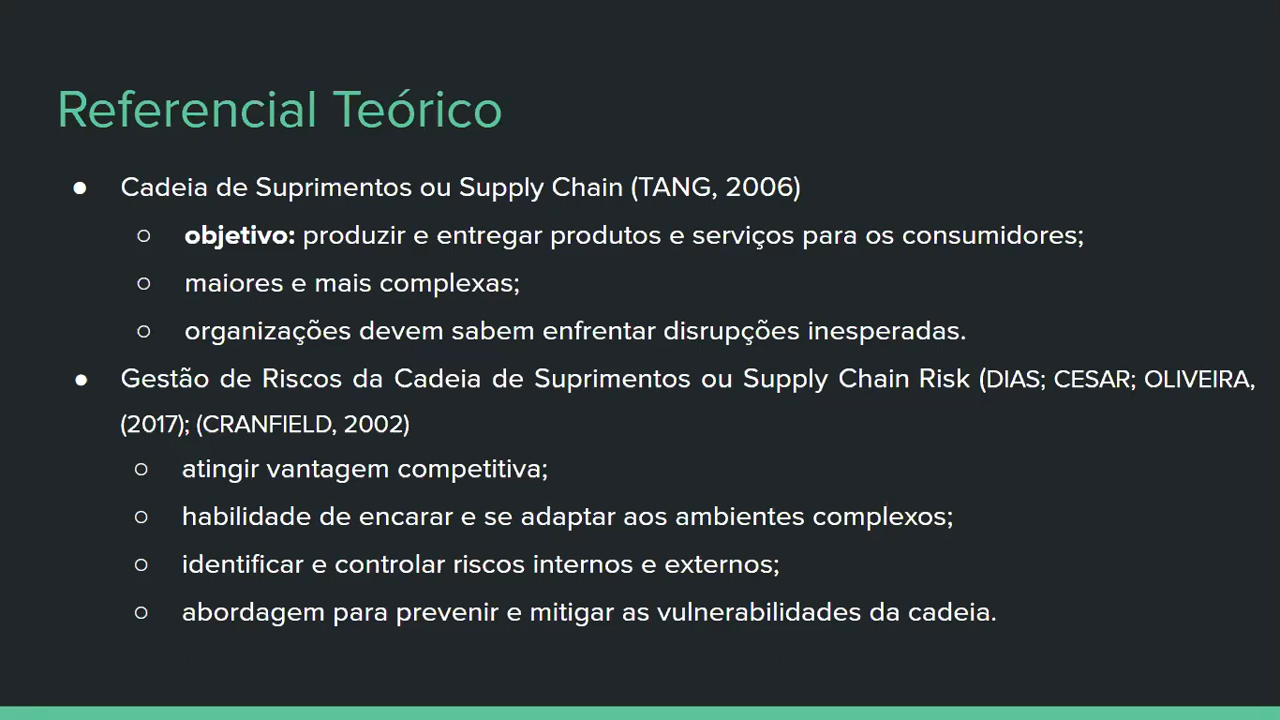 Referencial Teórico
● Cadeia de Suprimentos ou Supply Chain (TANG, 2006)
○ objetivo: produzir e entregar produtos e serviços para os consumidores;
○ maiores e mais complexas;
○ organizações devem sabem enfrentar disrupções inesperadas.
● Gestão de Riscos da Cadeia de Suprimentos ou Supply Chain Risk (DIAS; CESAR; OLIVEIRA,
(2017); (CRANFIELD, 2002)
○ atingir vantagem competitiva;
○ habilidade de encarar e se adaptar aos ambientes complexos;
○ identificar e controlar riscos internos e externos;
○ abordagem para prevenir e mitigar as vulnerabilidades da cadeia.